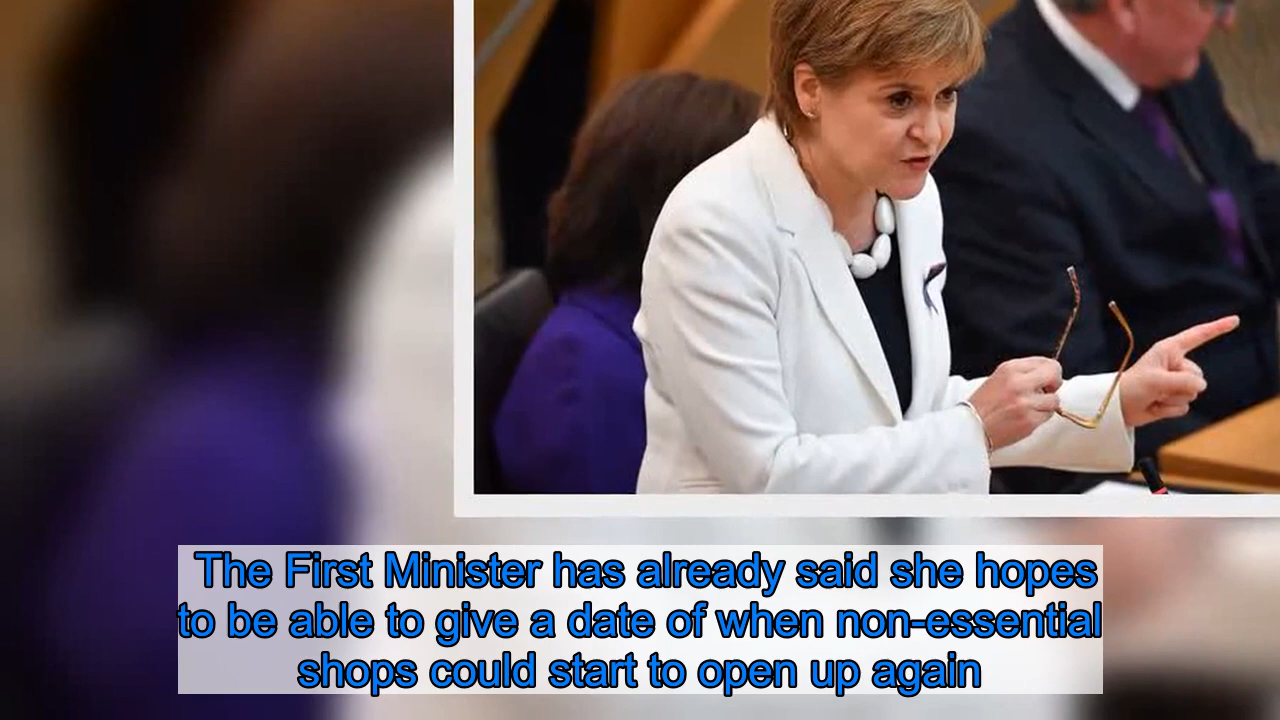 The First Minister has already said she hopes
to be able to give a date of when non-essential
shops could start to open up again